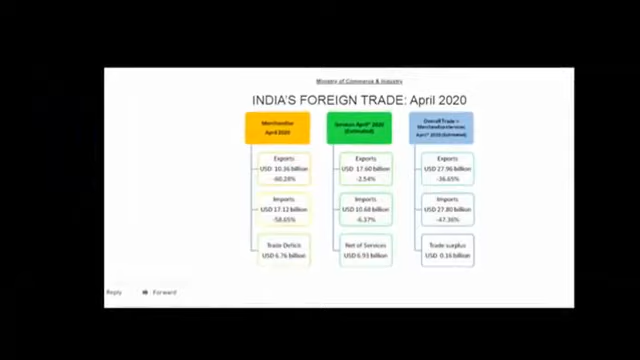 Ministry of Commerce & Industry
INDIA'S FOREIGN TRADE: April 2020
Merchandise
April 2020
Services April* 2020
(Estimated)
Overall Trade =
Merchandise+Services
April* 2020 (Estimated)
Exports
USD 10.36 billion
-60.28%
Exports
USD 17.60 billion
-2.54%
Exports
USD 27.96 billion
-36.65%
Imports
USD 17.12 billion
-58.65%
Imports
USD 10.68 billion
-6.37%
Imports
USD 27.80 billion
-47.36%
Trade Deficit
USD 6.76 billion
Net of Services
USD 6.93 billion
Trade surplus
USD 0.16 billion
Reply
Forward